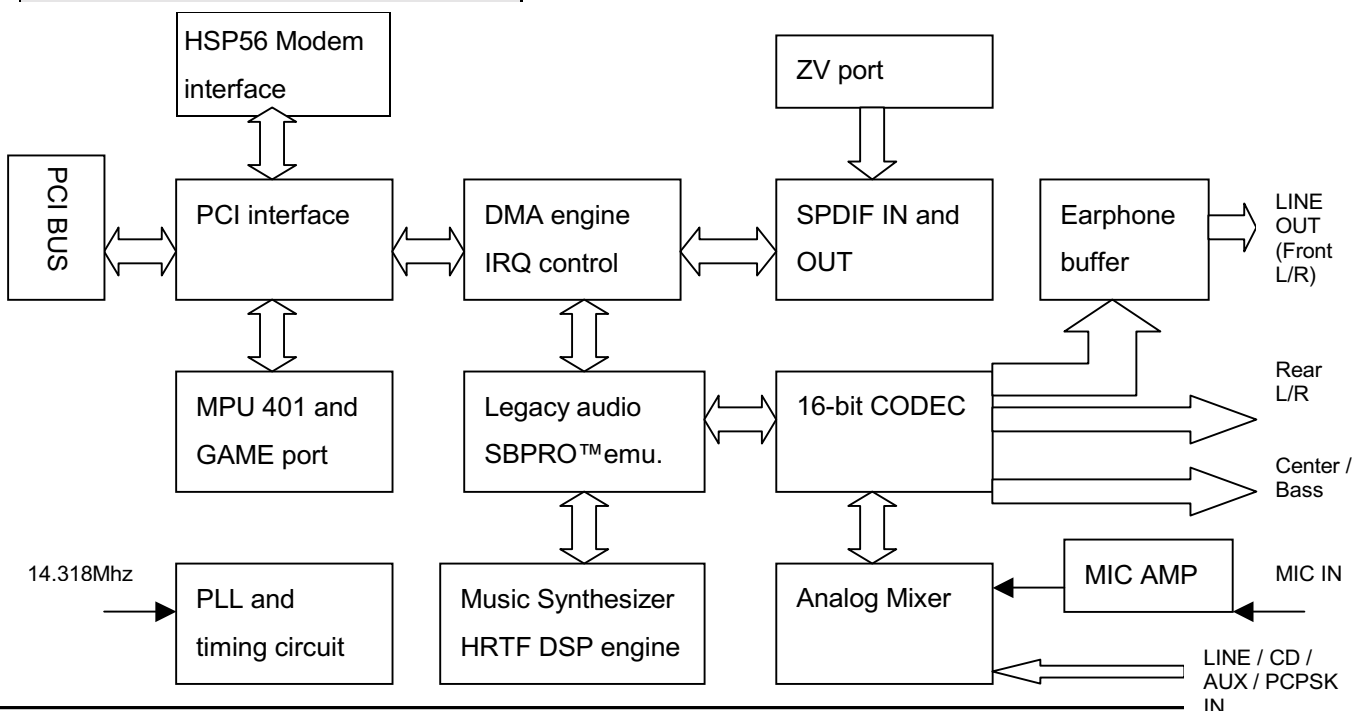 HSP56 Modem
interface
ZV port
PCI BUS
PCI interface
DMA engine
IRQ control
SPDIF IN and
OUT
Earphone
buffer
LINE
OUT
(Front
L/R)
MPU 401 and
GAME port
Legacy audio
SBPRO™emu.
16-bit CODEC
Rear
L/R
Center /
Bass
14.318Mhz
PLL and
timing circuit
Music Synthesizer
HRTF DSP engine
Analog Mixer
MIC AMP
MIC IN
LINE / CD /
AUX / PCPSK
IN